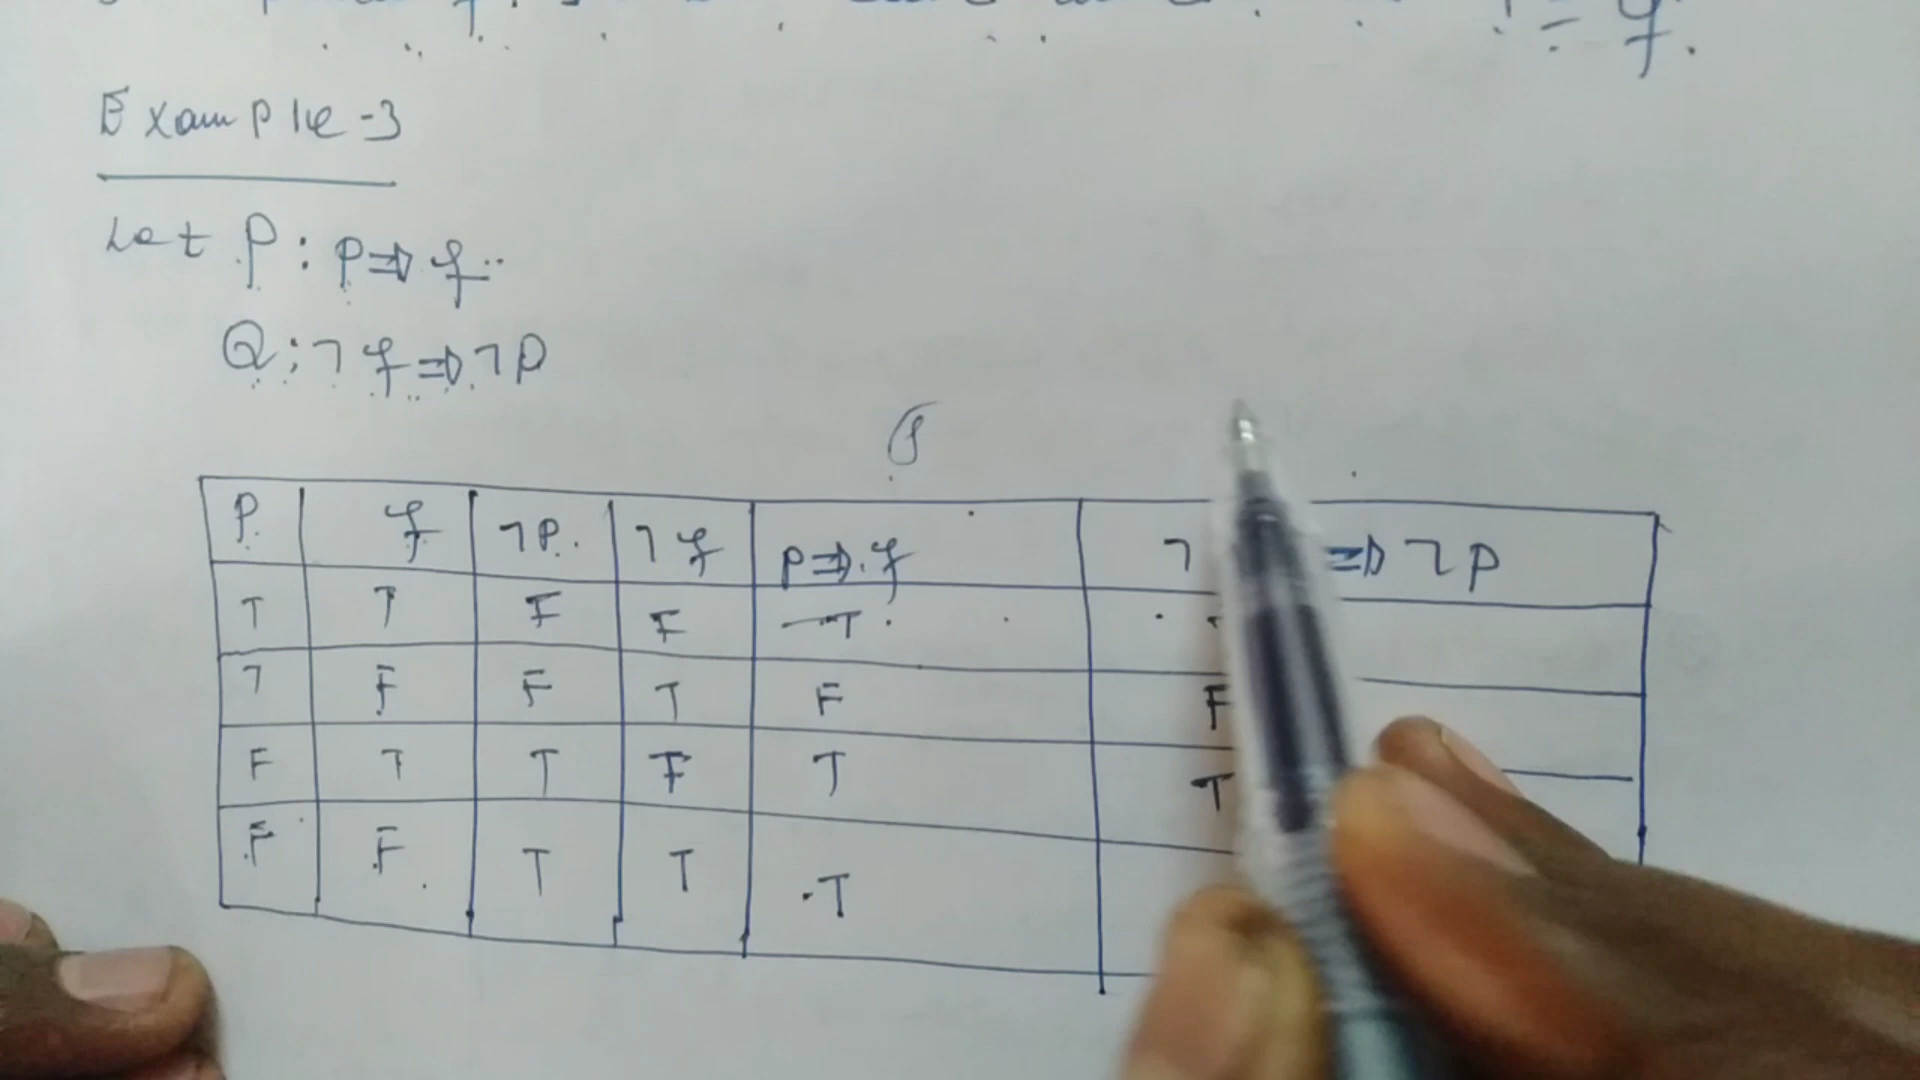 = q.
Example-3
Let P: p⇒q
Q: ¬q⇒¬p
P
p q ¬p ¬q p⇒q ¬ ⇒ ¬p
T T F F T
T F F T F F
F T T F T T
F F T T T